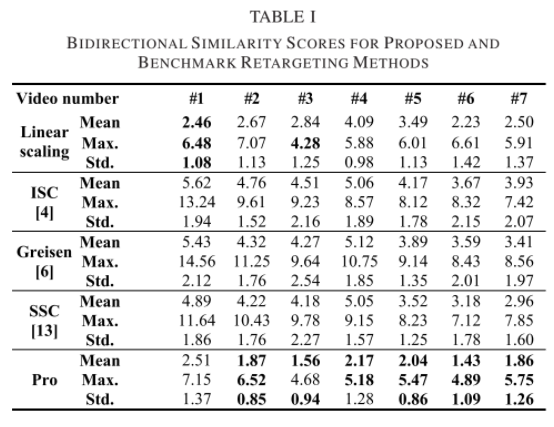 TABLE I
BIDIRECTIONAL SIMILARITY SCORES FOR PROPOSED AND
BENCHMARK RETARGETING METHODS
Video number #1 #2 #3 #4 #5 #6 #7
Linear scaling Mean 2.46 2.67 2.84 4.09 3.49 2.23 2.50
Max. 6.48 7.07 4.28 5.88 6.01 6.61 5.91
Std. 1.08 1.13 1.25 0.98 1.13 1.42 1.37
ISC [4] Mean 5.62 4.76 4.51 5.06 4.17 3.67 3.93
Max. 13.24 9.61 9.23 8.57 8.12 8.32 7.42
Std. 1.94 1.52 2.16 1.89 1.78 2.15 2.07
Greisen [6] Mean 5.43 4.32 4.27 5.12 3.89 3.59 3.41
Max. 14.56 11.25 9.64 10.75 9.14 8.43 8.56
Std. 2.12 1.76 2.54 1.85 1.35 2.01 1.97
SSC [13] Mean 4.89 4.22 4.18 5.05 3.52 3.18 2.96
Max. 11.64 10.43 9.78 9.15 8.23 7.12 7.85
Std. 1.86 1.76 2.27 1.57 1.25 1.78 1.60
Pro Mean 2.51 1.87 1.56 2.17 2.04 1.43 1.86
Max. 7.15 6.52 4.68 5.18 5.47 4.89 5.75
Std. 1.37 0.85 0.94 1.28 0.86 1.09 1.26